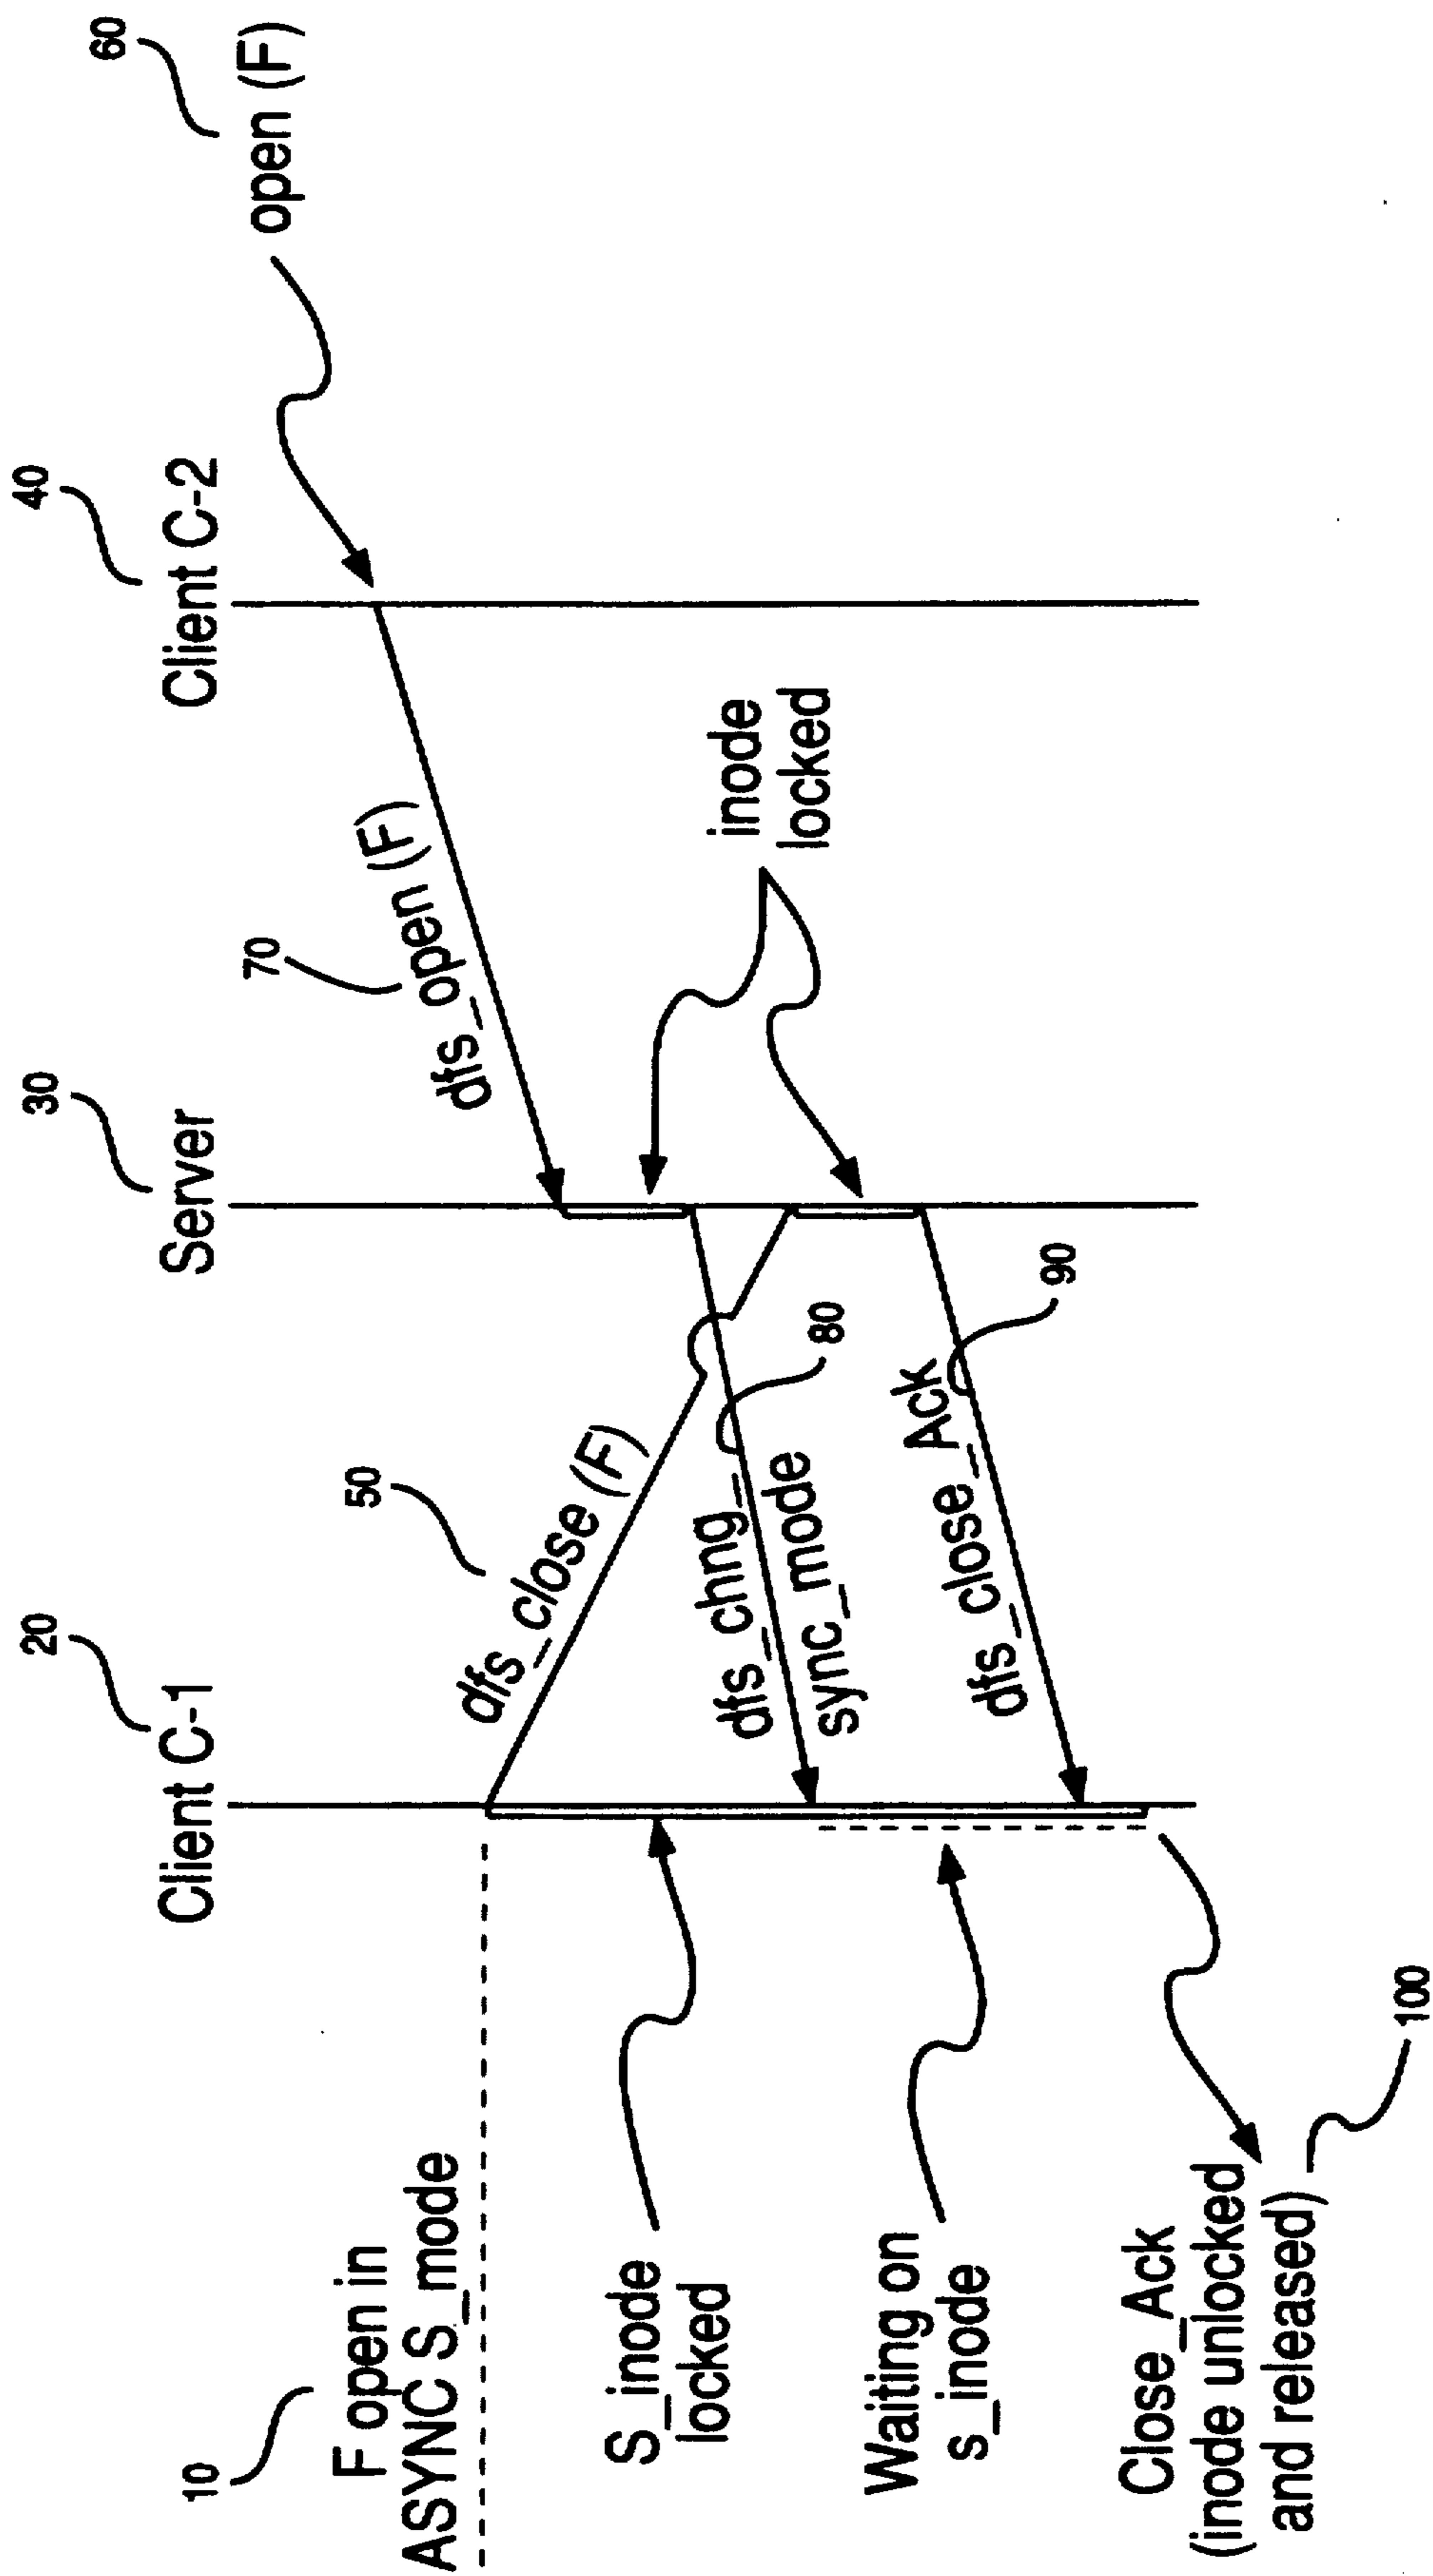 20
Client C-1
30
Server
40
Client C-2
60
open (F)
10
F open in
ASYNC S_mode
50
dfs_close (F)
70
dfs_open (F)
S_inode
locked
inode
locked
dfs_chng_
sync_mode
80
Waiting on
s_inode
dfs_close_Ack
90
Close_Ack
(inode unlocked
and released)
100